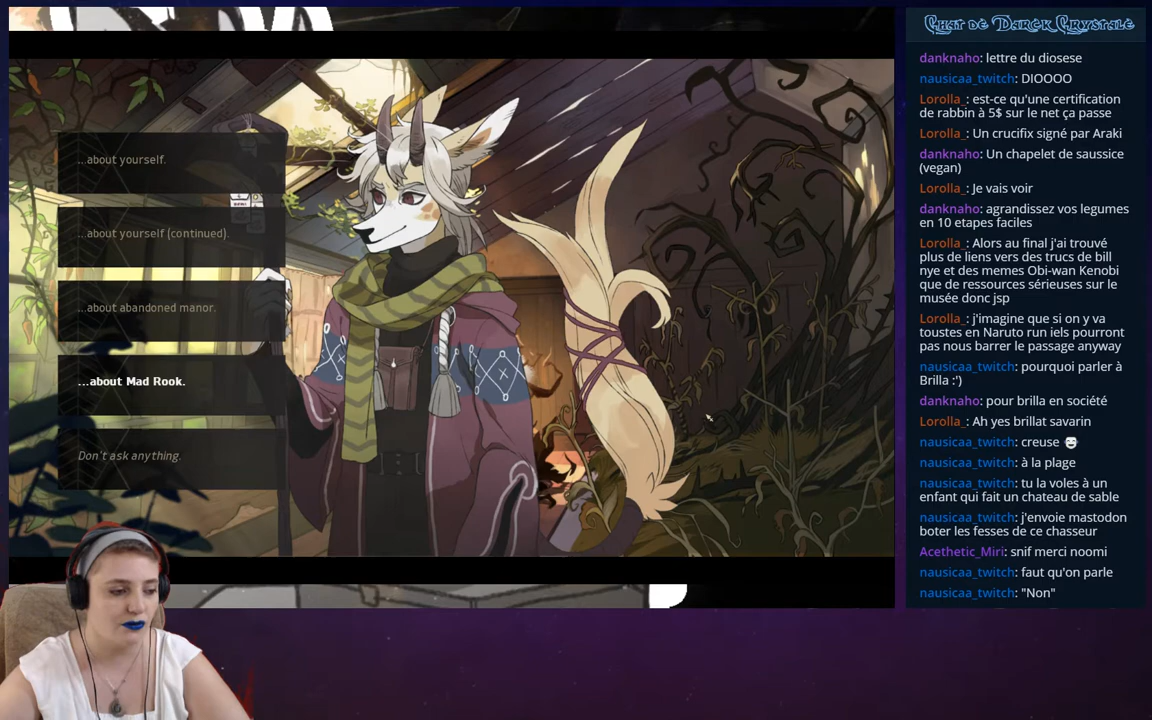 ...about yourself.
...about yourself (continued).
...about abandoned manor.
...about Mad Rook.
Don't ask anything.
Chat de Darck Crystale
danknaho: lettre du diosese
nausicaa_twitch: DIOOOO
Lorolla_: est-ce qu'une certification
de rabbin à 5$ sur le net ça passe
Lorolla_: Un crucifix signé par Araki
danknaho: Un chapelet de saussice
(vegan)
Lorolla_: Je vais voir
danknaho: agrandissez vos legumes
en 10 etapes faciles
Lorolla_: Alors au final j'ai trouvé
plus de liens vers des trucs de bill
nye et des memes Obi-wan Kenobi
que de ressources sérieuses sur le
musée donc jsp
Lorolla_: j'imagine que si on y va
toustes en Naruto run iels pourront
pas nous barrer le passage anyway
nausicaa_twitch: pourquoi parler à
Brilla :')
danknaho: pour brilla en société
Lorolla_: Ah yes brillat savarin
nausicaa_twitch: creuse
nausicaa_twitch: à la plage
nausicaa_twitch: tu la voles à un
enfant qui fait un chateau de sable
nausicaa_twitch: j'envoie mastodon
boter les fesses de ce chasseur
Acethetic_Miri: snif merci noomi
nausicaa_twitch: faut qu'on parle
nausicaa_twitch: "Non"